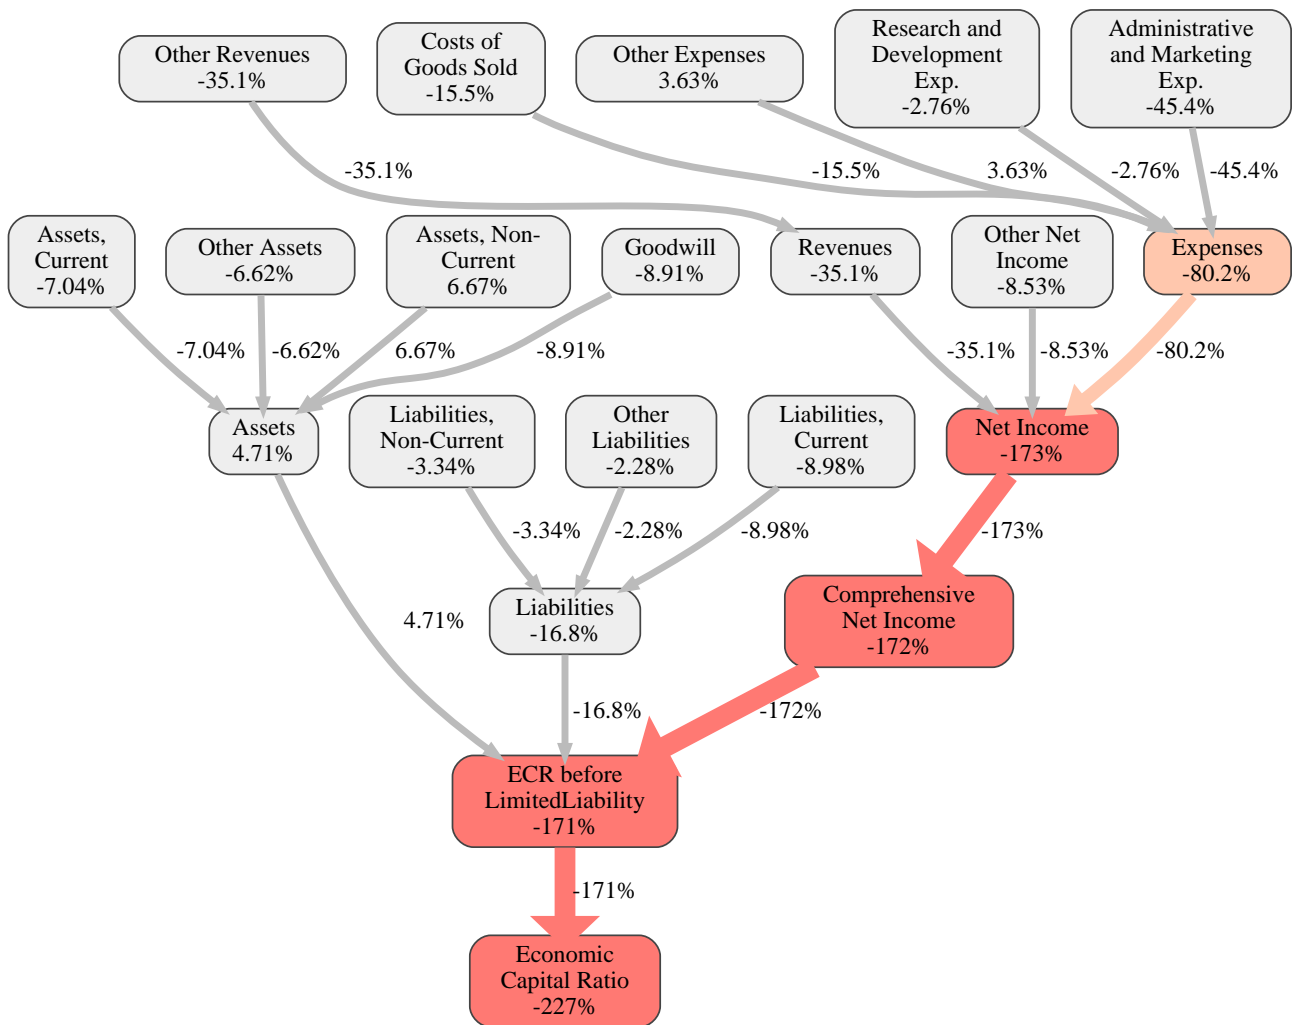 Other Revenues
-35.1%
Costs of
Goods Sold
-15.5%
Other Expenses
3.63%
Research and
Development
Exp.
-2.76%
Administrative
and Marketing
Exp.
-45.4%
-35.1%
-15.5%
3.63%
-2.76%
-45.4%
Assets,
Current
-7.04%
Other Assets
-6.62%
Assets, Non-
Current
6.67%
Goodwill
-8.91%
Revenues
-35.1%
Other Net
Income
-8.53%
Expenses
-80.2%
-7.04%
-6.62%
6.67%
-8.91%
-35.1%
-8.53%
-80.2%
Assets
4.71%
Liabilities,
Non-Current
-3.34%
Other
Liabilities
-2.28%
Liabilities,
Current
-8.98%
Net Income
-173%
-3.34%
-2.28%
-8.98%
-173%
4.71%
Liabilities
-16.8%
Comprehensive
Net Income
-172%
-16.8%
-172%
ECR before
LimitedLiability
-171%
-171%
Economic
Capital Ratio
-227%